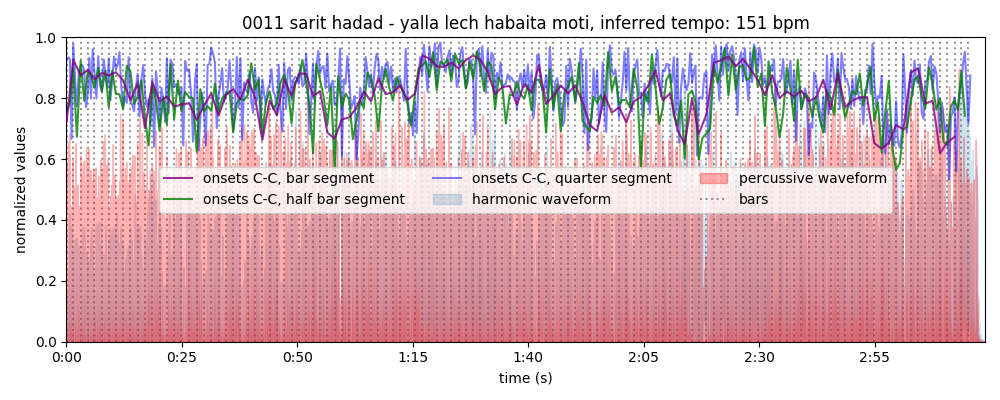 0011 sarit hadad - yalla lech habaita moti, inferred tempo: 151 bpm
normalized values
1.0
0.8
0.6
0.4
0.2
0.0
onsets C-C, bar segment
onsets C-C, half bar segment
onsets C-C, quarter segment
harmonic waveform
percussive waveform
bars
0:00 0:25 0:50 1:15 1:40 2:05 2:30 2:55
time (s)